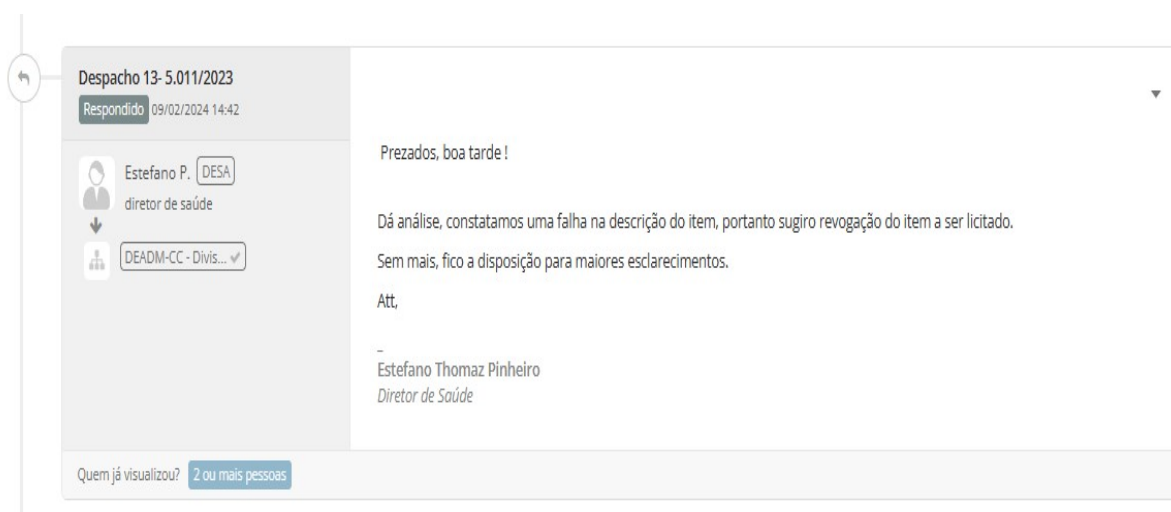 Despacho 13- 5.011/2023
Respondido 09/02/2024 14:42
Estefano P. DESA
diretor de saúde
DEADM-CC - Divis...
Prezados, boa tarde !
Dá análise, constatamos uma falha na descrição do item, portanto sugiro revogação do item a ser licitado.
Sem mais, fico a disposição para maiores esclarecimentos.
Att,
_
Estefano Thomaz Pinheiro
Diretor de Saúde
Quem já visualizou? 2 ou mais pessoas